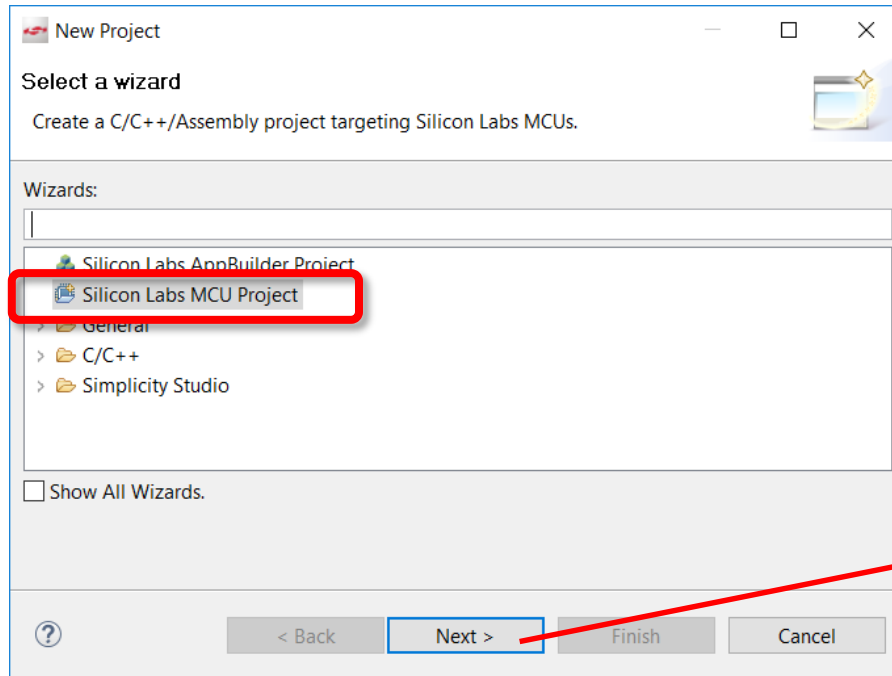 New Project
Select a wizard
Create a C/C++/Assembly project targeting Silicon Labs MCUs.
Wizards:
Silicon Labs AppBuilder Project
Silicon Labs MCU Project
General
C/C++
Simplicity Studio
Show All Wizards.
< Back Next > Finish Cancel